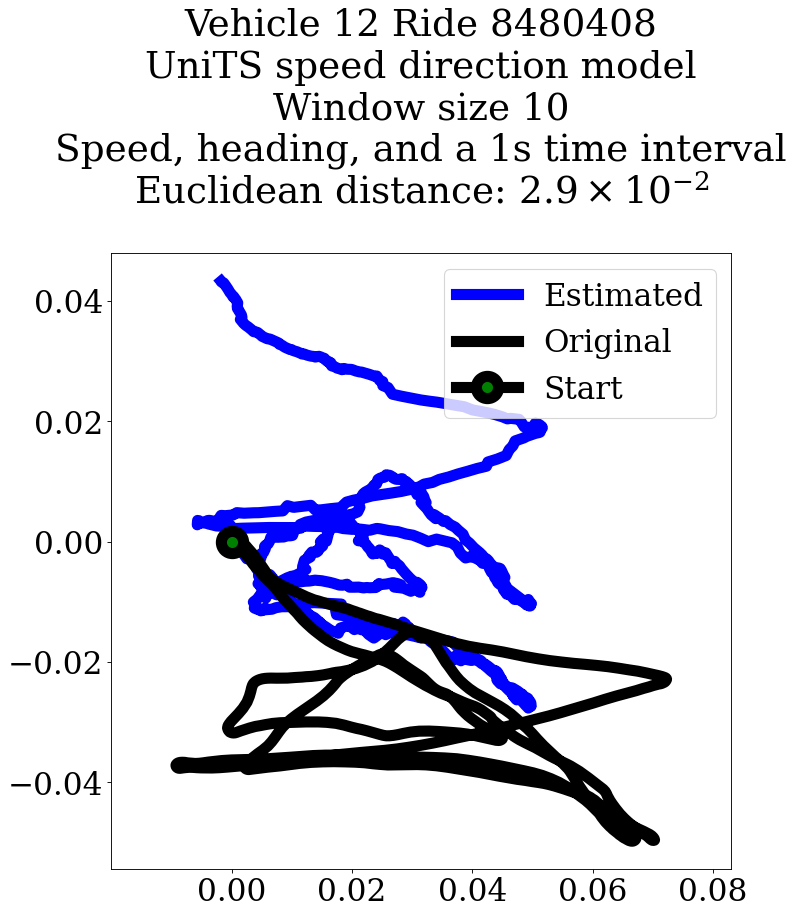 Vehicle 12 Ride 8480408
UniTS speed direction model
Window size 10
Speed, heading, and a 1s time interval
Euclidean distance: 2.9 × 10⁻²
Estimated
Original
Start
0.04
0.02
0.00
−0.02
−0.04
0.00 0.02 0.04 0.06 0.08